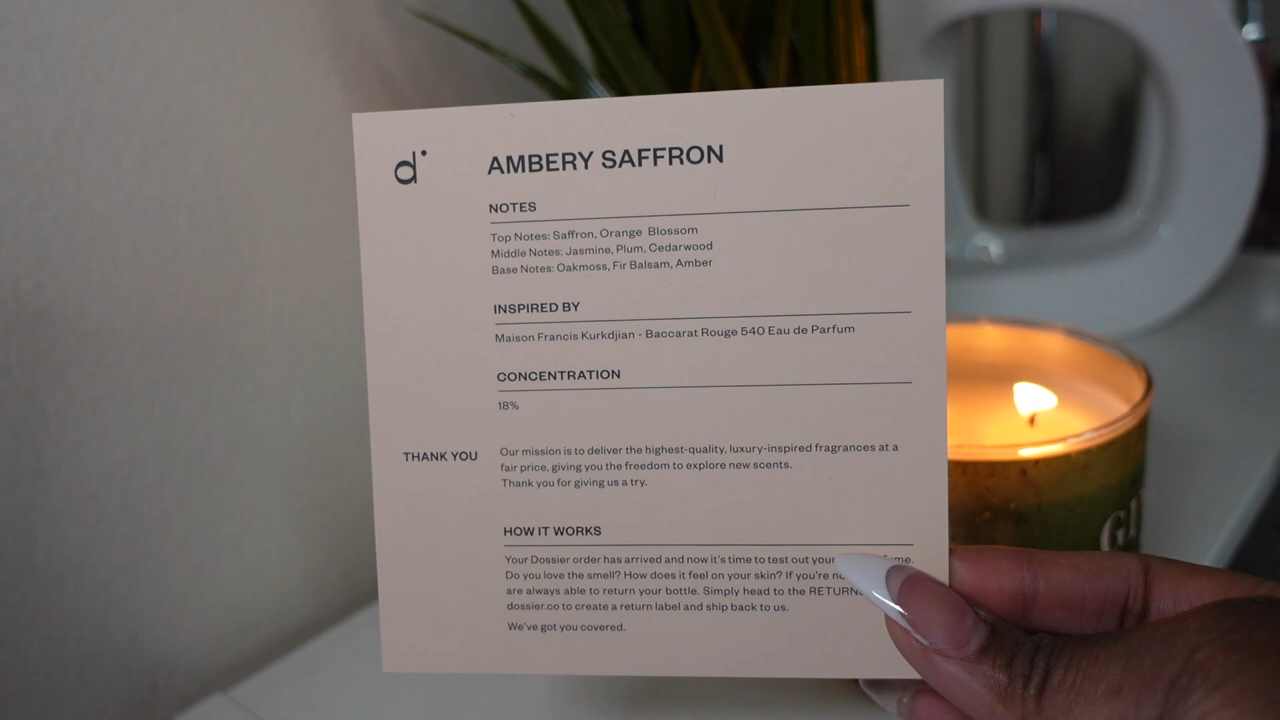 d
AMBERY SAFFRON
NOTES
Top Notes: Saffron, Orange Blossom
Middle Notes: Jasmine, Plum, Cedarwood
Base Notes: Oakmoss, Fir Balsam, Amber
INSPIRED BY
Maison Francis Kurkdjian - Baccarat Rouge 540 Eau de Parfum
CONCENTRATION
18%
THANK YOU
Our mission is to deliver the highest-quality, luxury-inspired fragrances at a
fair price, giving you the freedom to explore new scents.
Thank you for giving us a try.
HOW IT WORKS
Your Dossier order has arrived and now it's time to test out your
Do you love the smell? How does it feel on your skin? If you're
are always able to return your bottle. Simply head to the
dossier.co to create a return label and ship back to us.
We've got you covered.